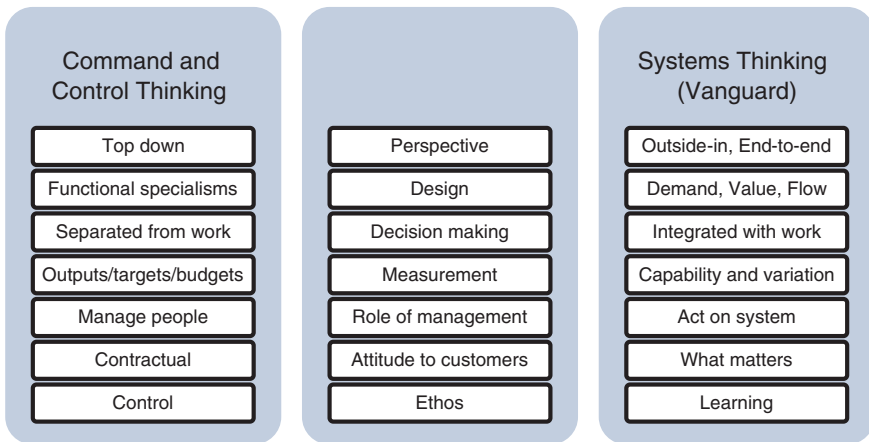 Command and
Control Thinking
Top down
Functional specialisms
Separated from work
Outputs/targets/budgets
Manage people
Contractual
Control
Perspective
Design
Decision making
Measurement
Role of management
Attitude to customers
Ethos
Systems Thinking
(Vanguard)
Outside-in, End-to-end
Demand, Value, Flow
Integrated with work
Capability and variation
Act on system
What matters
Learning